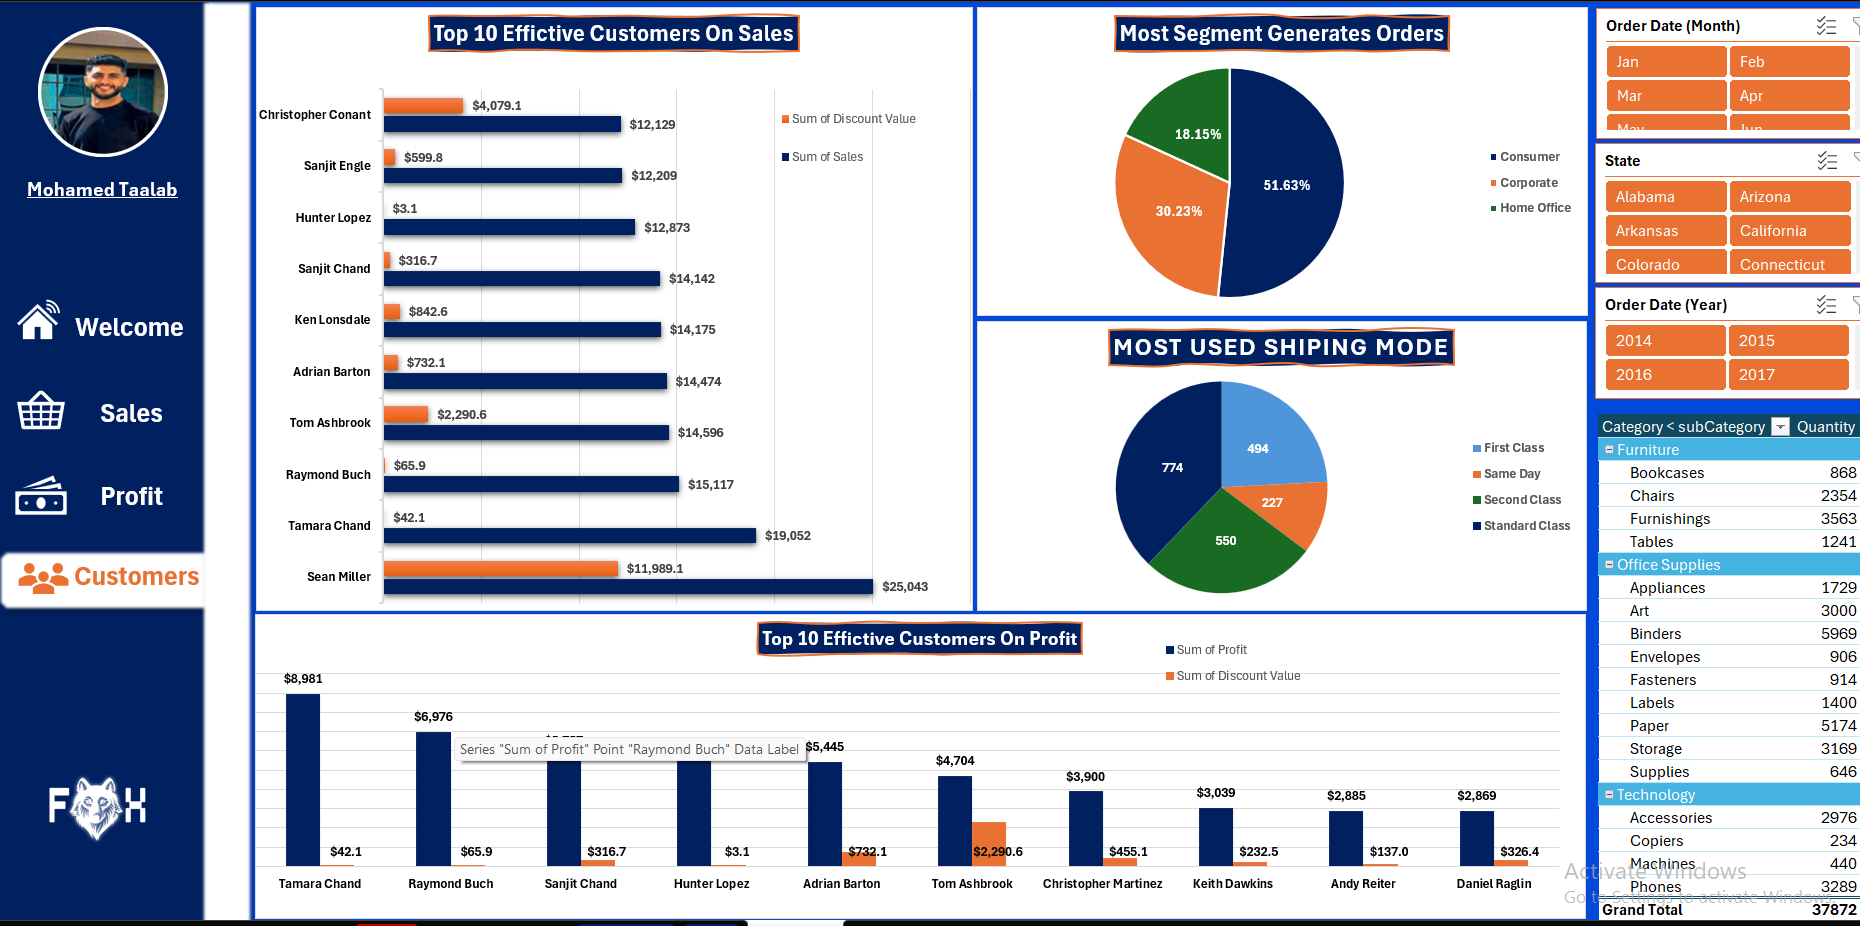 Mohamed Taalab
Welcome
Sales
Profit
Customers
F X
Top 10 Effictive Customers On Sales
Christopher Conant $4,079.1 $12,129
Sanjit Engle $599.8 $12,209
Hunter Lopez $3.1 $12,873
Sanjit Chand $316.7 $14,142
Ken Lonsdale $842.6 $14,175
Adrian Barton $732.1 $14,474
Tom Ashbrook $2,290.6 $14,596
Raymond Buch $65.9 $15,117
Tamara Chand $42.1 $19,052
Sean Miller $11,989.1 $25,043
Sum of Discount Value
Sum of Sales
Most Segment Generates Orders
18.15%
51.63%
30.23%
Consumer
Corporate
Home Office
MOST USED SHIPING MODE
494
774
227
550
First Class
Same Day
Second Class
Standard Class
Top 10 Effictive Customers On Profit
Sum of Profit
Sum of Discount Value
$8,981
$6,976
Series "Sum of Profit" Point "Raymond Buch" Data Label
$5,445
$4,704
$3,900
$3,039
$2,885
$2,869
$42.1 $65.9 $316.7 $3.1 $732.1 $2,290.6 $455.1 $232.5 $137.0 $326.4
Tamara Chand Raymond Buch Sanjit Chand Hunter Lopez Adrian Barton Tom Ashbrook Christopher Martinez Keith Dawkins Andy Reiter Daniel Raglin
Order Date (Month)
Jan Feb
Mar Apr
May Jun
State
Alabama Arizona
Arkansas California
Colorado Connecticut
Order Date (Year)
2014 2015
2016 2017
Category < subCategory Quantity
Furniture
Bookcases 868
Chairs 2354
Furnishings 3563
Tables 1241
Office Supplies
Appliances 1729
Art 3000
Binders 5969
Envelopes 906
Fasteners 914
Labels 1400
Paper 5174
Storage 3169
Supplies 646
Technology
Accessories 2976
Copiers 234
Machines 440
Phones 3289
Grand Total 37872
Activate Windows
Go to Settings to activate Windows.